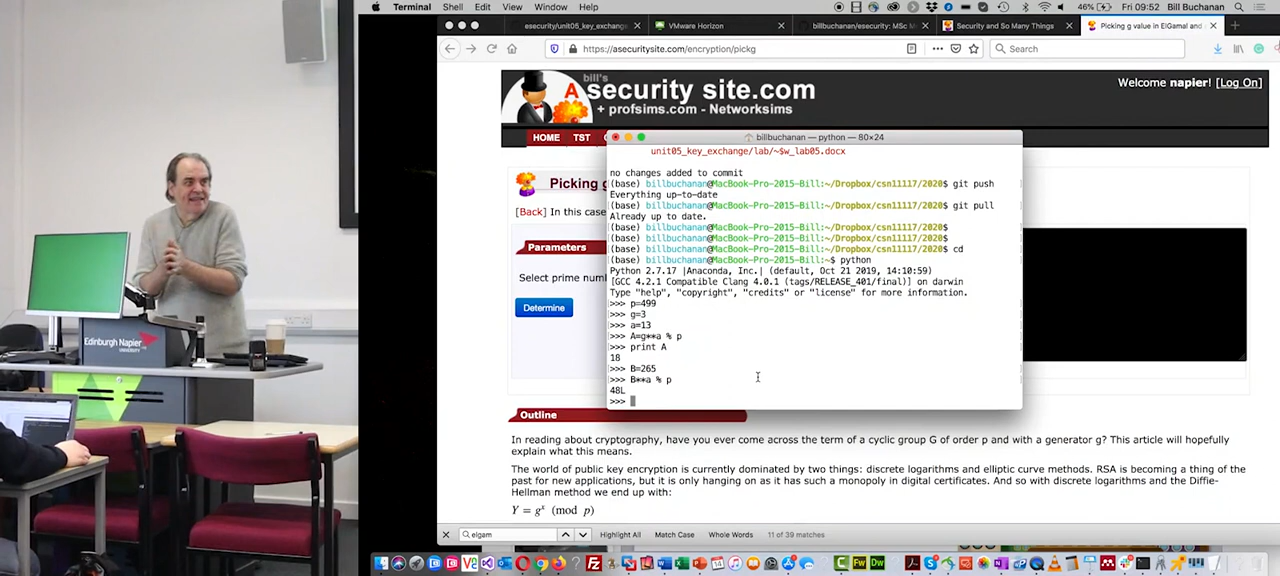 Terminal Shell Edit View Window Help
46% Fri 09:52 Bill Buchanan
esecurity/unit05_key_exchange
VMware Horizon
billbuchanan/esecurity: MSc
Security and So Many Things
Picking g value in ElGamal and
https://asecuritysite.com/encryption/pickg
Search
bill's
A security site.com
+ profsims.com - Networksims
Welcome napier! [Log On]
HOME TST
billbuchanan — python — 80×24
unit05_key_exchange/lab/~$w_lab05.docx
no changes added to commit
(base) billbuchanan@MacBook-Pro-2015-Bill:~/Dropbox/csn11117/2020$ git push
Everything up-to-date
(base) billbuchanan@MacBook-Pro-2015-Bill:~/Dropbox/csn11117/2020$ git pull
Already up to date.
(base) billbuchanan@MacBook-Pro-2015-Bill:~/Dropbox/csn11117/2020$
(base) billbuchanan@MacBook-Pro-2015-Bill:~/Dropbox/csn11117/2020$
(base) billbuchanan@MacBook-Pro-2015-Bill:~/Dropbox/csn11117/2020$ cd
(base) billbuchanan@MacBook-Pro-2015-Bill:~$ python
Python 2.7.17 |Anaconda, Inc.| (default, Oct 21 2019, 14:10:59)
[GCC 4.2.1 Compatible Clang 4.0.1 (tags/RELEASE_401/final)] on darwin
Type "help", "copyright", "credits" or "license" for more information.
>>> p=499
>>> g=3
>>> a=13
>>> A=g**a % p
>>> print A
18
>>> B=265
>>> B**a % p
48L
>>>
Picking g
[Back] In this case
Parameters
Select prime num
Determine
Outline
In reading about cryptography, have you ever come across the term of a cyclic group G of order p and with a generator g? This article will hopefully
explain what this means.
The world of public key encryption is currently dominated by two things: discrete logarithms and elliptic curve methods. RSA is becoming a thing of the
past for new applications, but it is only hanging on as it has such a monopoly in digital certificates. And so with discrete logarithms and the Diffie-
Hellman method we end up with:
Y = gˣ (mod p)
elgam
Highlight All Match Case Whole Words 11 of 39 matches
Edinburgh Napier
UNIVERSITY